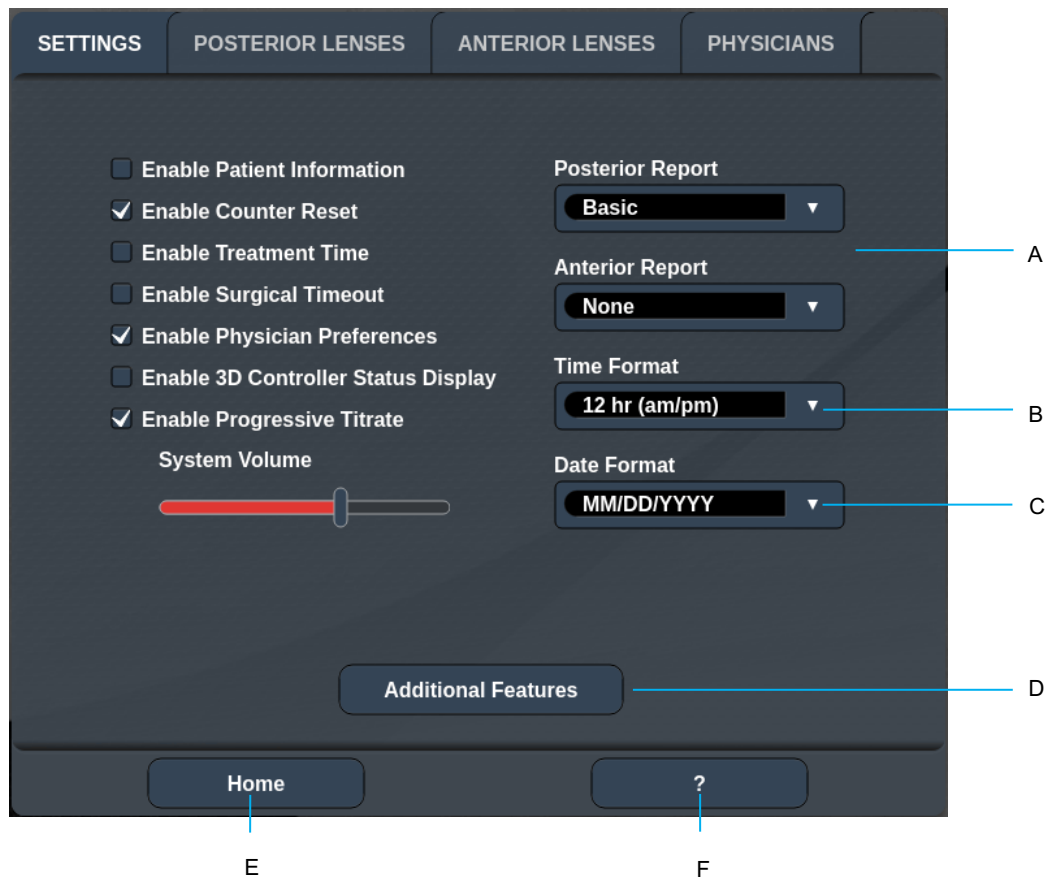 SETTINGS POSTERIOR LENSES ANTERIOR LENSES PHYSICIANS
Enable Patient Information
Enable Counter Reset
Enable Treatment Time
Enable Surgical Timeout
Enable Physician Preferences
Enable 3D Controller Status Display
Enable Progressive Titrate
System Volume
Posterior Report
Basic
A
Anterior Report
None
Time Format
12 hr (am/pm)
B
Date Format
MM/DD/YYYY
C
Additional Features
D
Home
?
E
F